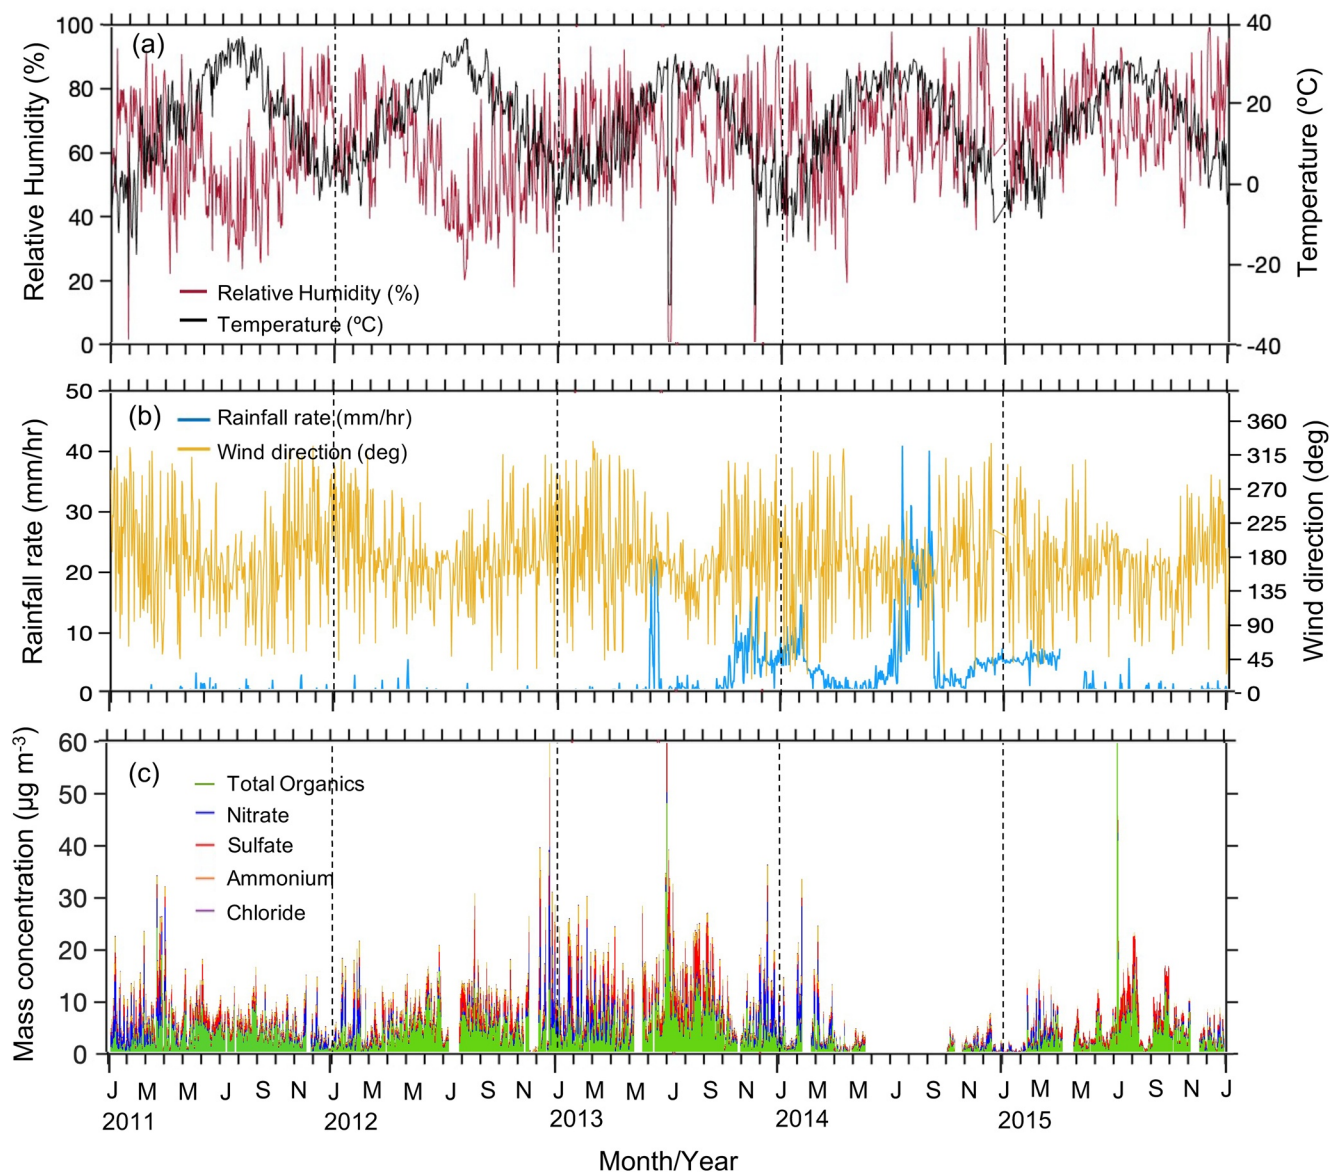 (a)
100
80
60
40
20
0
Relative Humidity (%)
40
20
0
-20
-40
Temperature (ºC)
Relative Humidity (%)
Temperature (ºC)
(b)
50
40
30
20
10
0
Rainfall rate (mm/hr)
360
315
270
225
180
135
90
45
0
Wind direction (deg)
Rainfall rate (mm/hr)
Wind direction (deg)
(c)
60
50
40
30
20
10
0
Mass concentration (µg m-3)
Total Organics
Nitrate
Sulfate
Ammonium
Chloride
J M M J S N J M M J S N J M M J S N J M M J S N J M M J S N J
2011 2012 2013 2014 2015
Month/Year